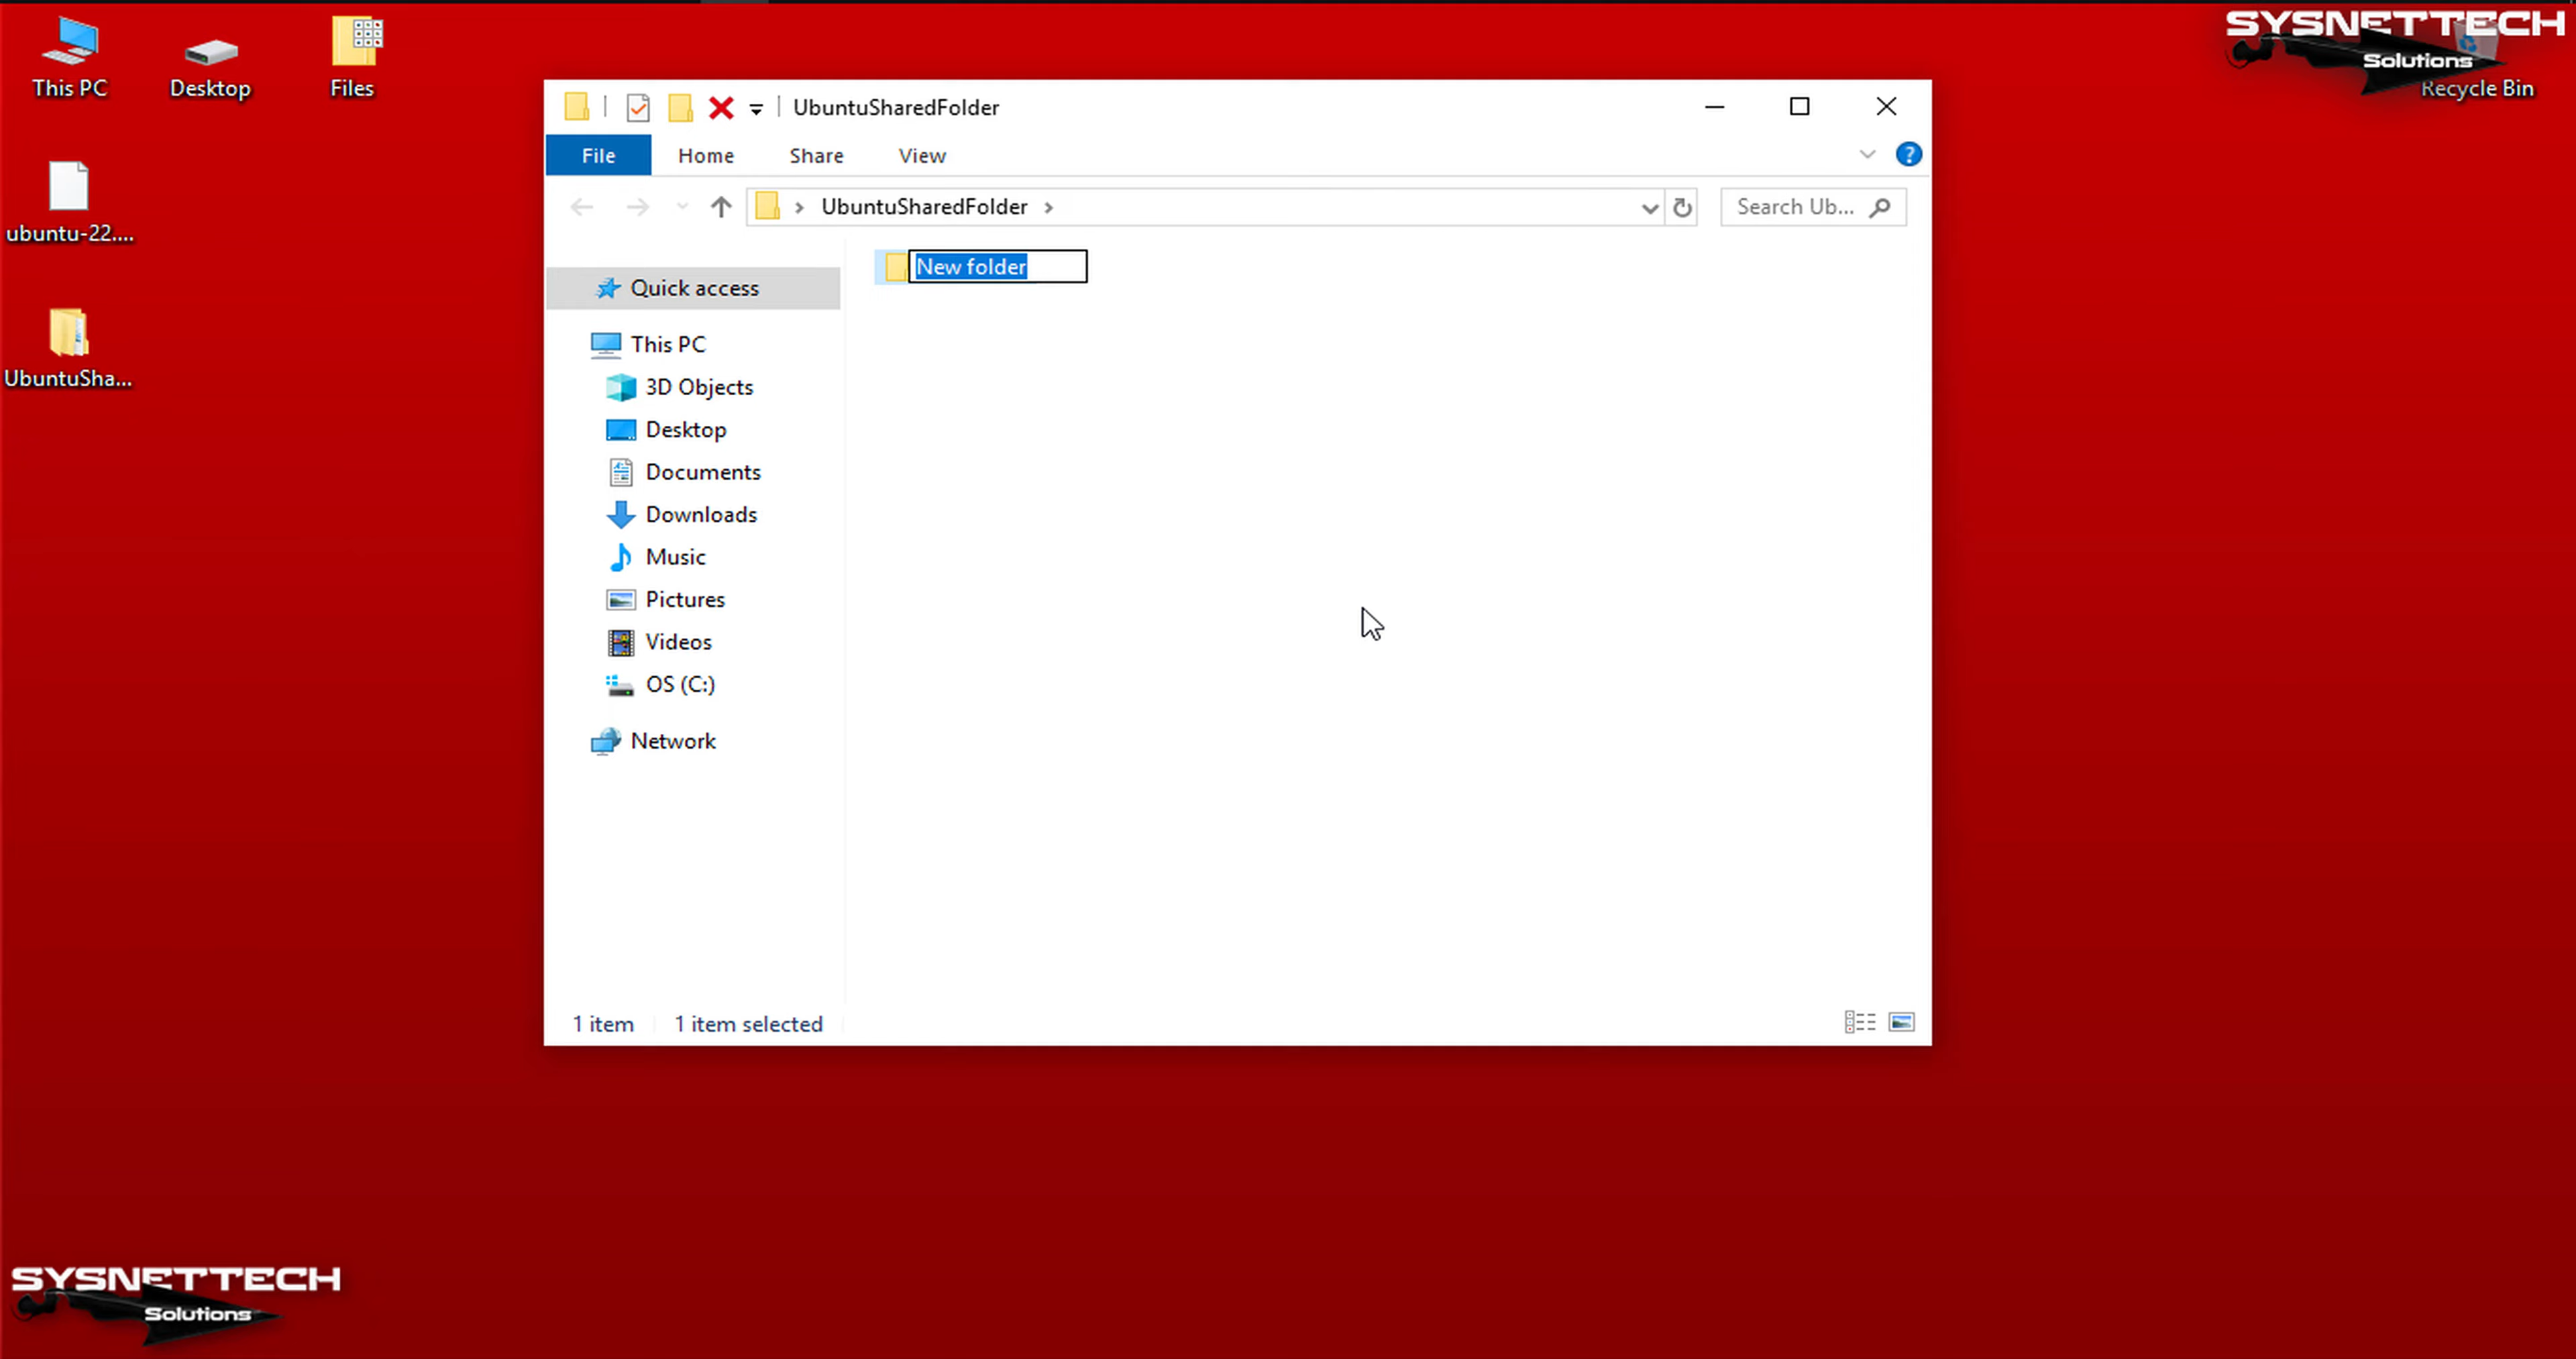 This PC
Desktop
Files
SYSNETTECH
Solutions
Recycle Bin
ubuntu-22....
UbuntuSha...
UbuntuSharedFolder
File
Home
Share
View
?
UbuntuSharedFolder
Search Ub...
New folder
Quick access
This PC
3D Objects
Desktop
Documents
Downloads
Music
Pictures
Videos
OS (C:)
Network
1 item
1 item selected
SYSNETTECH
Solutions